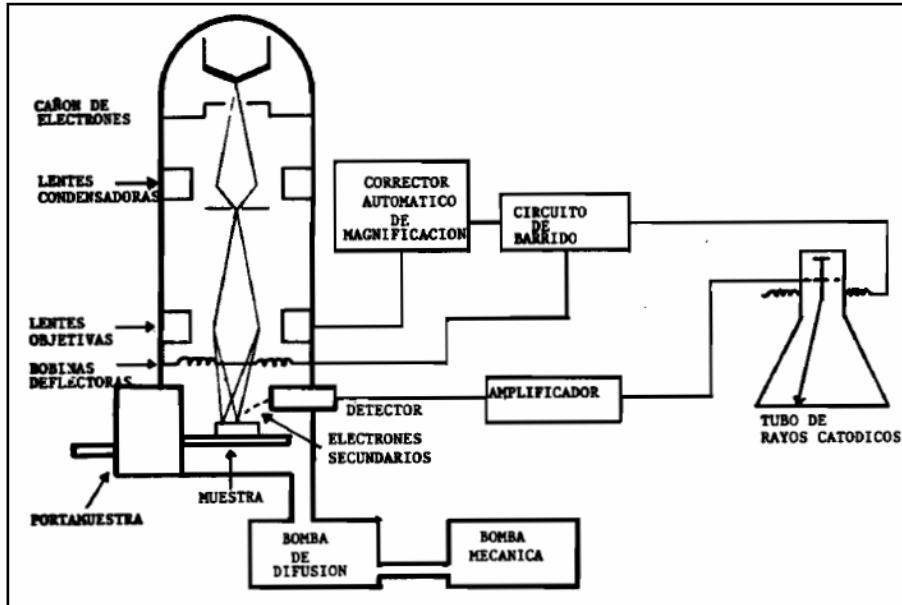 CAÑON DE
ELECTRONES
LENTES
CONDENSADORAS
CORRECTOR
AUTOMATICO
DE
MAGNIFICACION
CIRCUITO
DE
BARRIDO
LENTES
OBJETIVAS
BOBINAS
DEFLECTORAS
DETECTOR
AMPLIFICADOR
TUBO DE
RAYOS CATODICOS
ELECTRONES
SECUNDARIOS
MUESTRA
PORTAMUESTRA
BOMBA
DE
DIFUSION
BOMBA
MECANICA